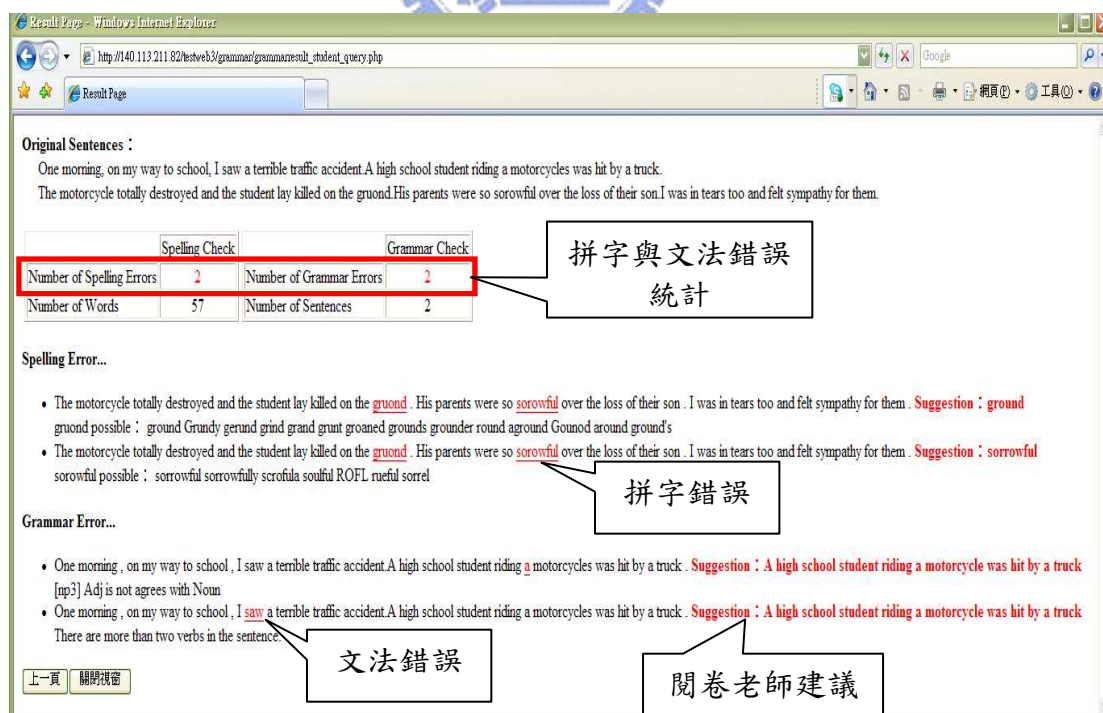 Result Page - Windows Internet Explorer
http://140.113.211.82/testweb3/grammar/grammarresult_student_query.php
Google
Result Page
網頁(P)
工具(O)
Original Sentences：
One morning, on my way to school, I saw a terrible traffic accident.A high school student riding a motorcycles was hit by a truck.
The motorcycle totally destroyed and the student lay killed on the gruond.His parents were so sorowful over the loss of their son.I was in tears too and felt sympathy for them.
Spelling Check Grammar Check
Number of Spelling Errors 2 Number of Grammar Errors 2
Number of Words 57 Number of Sentences 2
拼字與文法錯誤
統計
Spelling Error...
• The motorcycle totally destroyed and the student lay killed on the gruond . His parents were so sorowful over the loss of their son . I was in tears too and felt sympathy for them . Suggestion：ground
gruond possible： ground Grundy gerund grind grand grunt groaned grounds grounder round aground Gounod around ground's
• The motorcycle totally destroyed and the student lay killed on the gruond . His parents were so sorowful over the loss of their son . I was in tears too and felt sympathy for them . Suggestion：sorrowful
sorowful possible： sorrowful sorrowfully scrofula soulful ROFL rueful sorrel
拼字錯誤
Grammar Error...
• One morning , on my way to school , I saw a terrible traffic accident.A high school student riding a motorcycles was hit by a truck . Suggestion：A high school student riding a motorcycle was hit by a truck
[np3] Adj is not agrees with Noun
• One morning , on my way to school , I saw a terrible traffic accident.A high school student riding a motorcycles was hit by a truck . Suggestion：A high school student riding a motorcycle was hit by a truck
There are more than two verbs in the sentence.
文法錯誤
閱卷老師建議
上一頁 關閉視窗